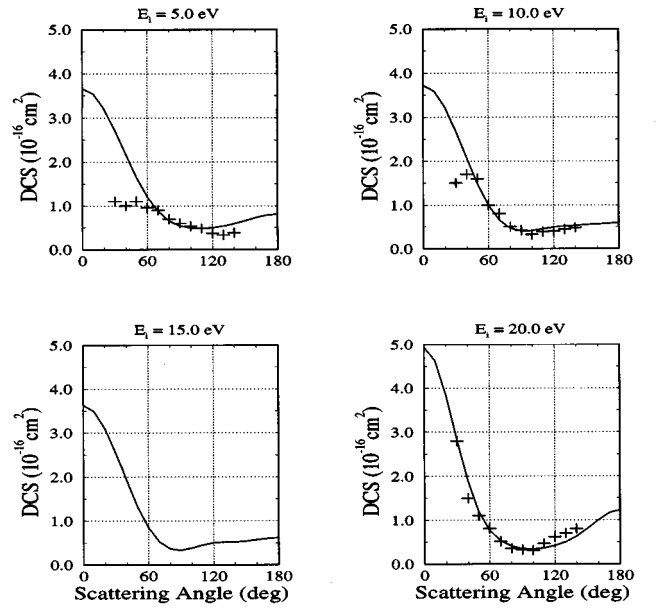 E_i = 5.0 eV
5.0
4.0
3.0
2.0
1.0
0.0
DCS (10^-16 cm^2)
0 60 120 180
E_i = 10.0 eV
5.0
4.0
3.0
2.0
1.0
0.0
DCS (10^-16 cm^2)
0 60 120 180
E_i = 15.0 eV
5.0
4.0
3.0
2.0
1.0
0.0
DCS (10^-16 cm^2)
0 60 120 180
Scattering Angle (deg)
E_i = 20.0 eV
5.0
4.0
3.0
2.0
1.0
0.0
DCS (10^-16 cm^2)
0 60 120 180
Scattering Angle (deg)